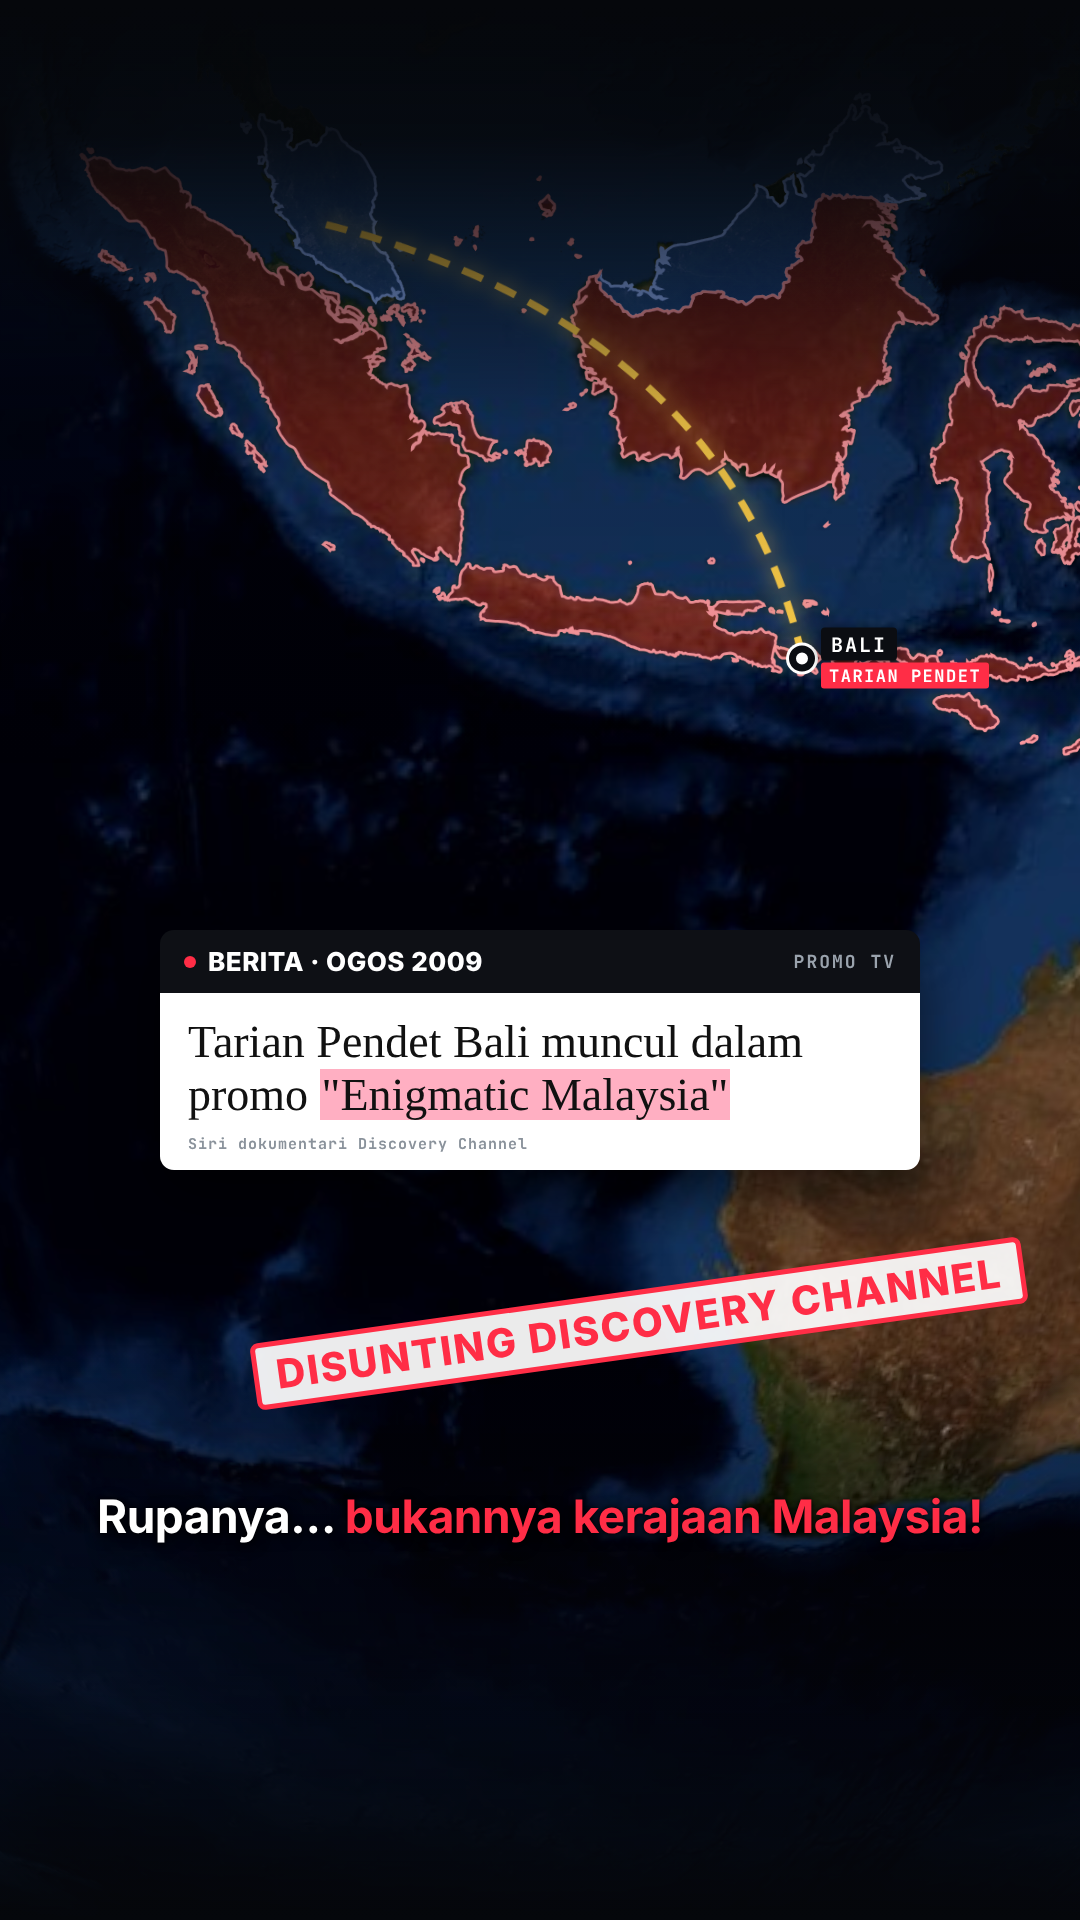 BALI
TARIAN PENDET
BERITA · OGOS 2009
PROMO TV
Tarian Pendet Bali muncul dalam
promo "Enigmatic Malaysia"
Siri dokumentari Discovery Channel
DISUNTING DISCOVERY CHANNEL
Rupanya... bukannya kerajaan Malaysia!